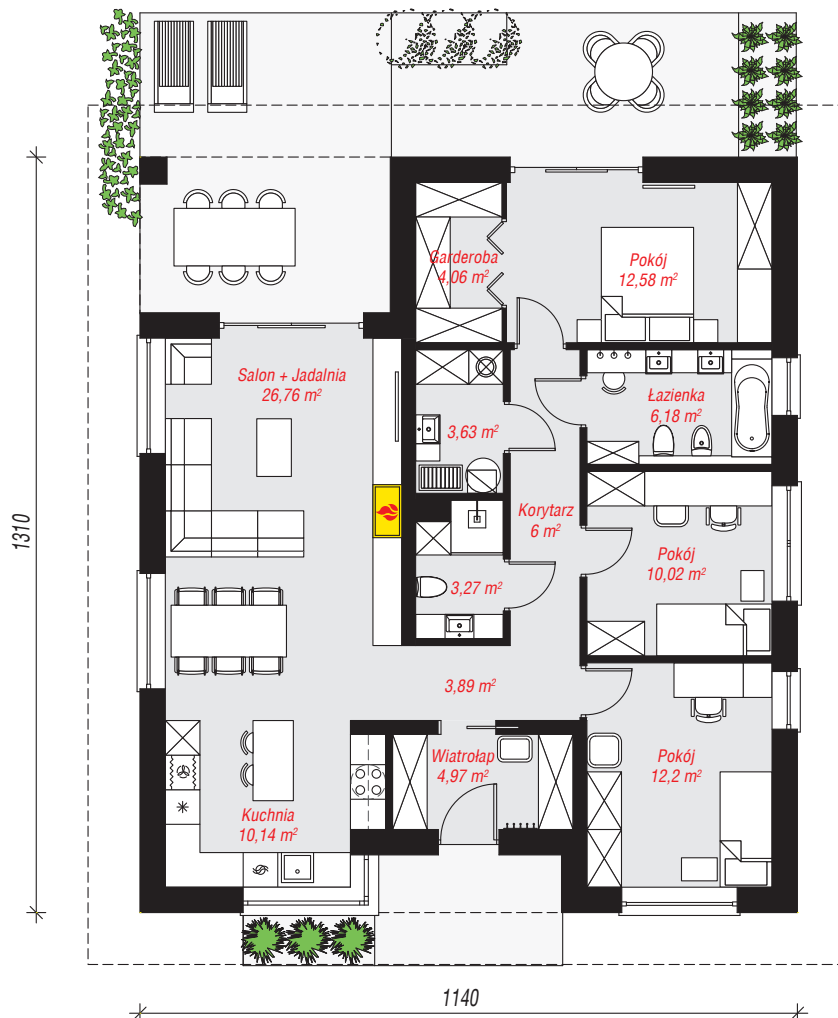 Garderoba
4,06 m²
Pokój
12,58 m²
Salon + Jadalnia
26,76 m²
Łazienka
6,18 m²
3,63 m²
Korytarz
6 m²
Pokój
10,02 m²
3,27 m²
1310
3,89 m²
Wiatrołap
4,97 m²
Pokój
12,2 m²
Kuchnia
10,14 m²
1140